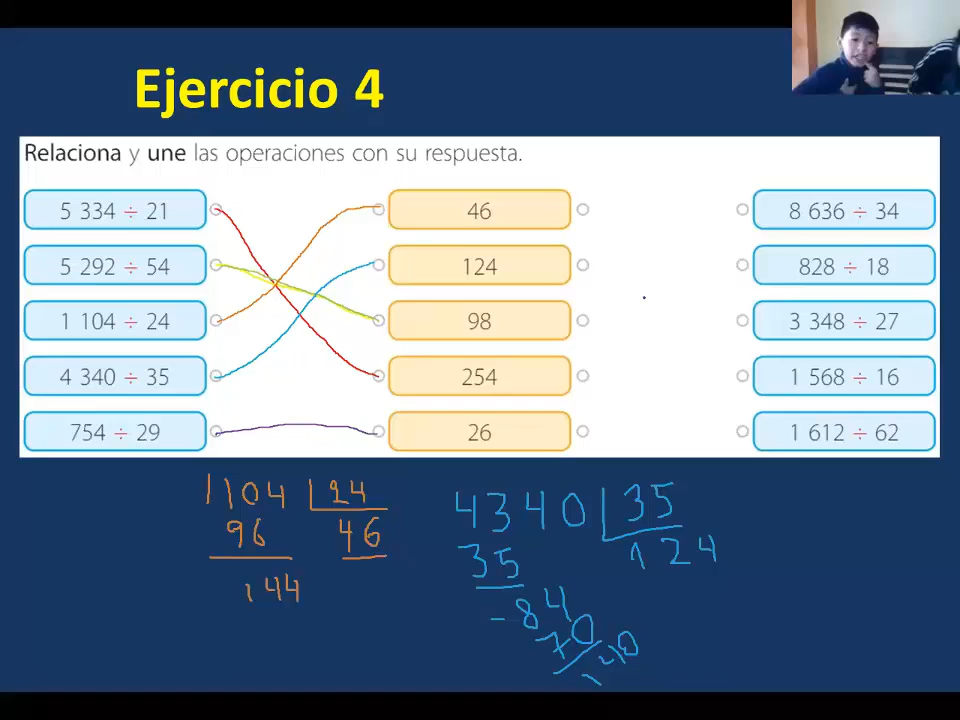 Ejercicio 4
Relaciona y une las operaciones con su respuesta.
5 334 ÷ 21 46 8 636 ÷ 34
5 292 ÷ 54 124 828 ÷ 18
1 104 ÷ 24 98 3 348 ÷ 27
4 340 ÷ 35 254 1 568 ÷ 16
754 ÷ 29 26 1 612 ÷ 62
1104 24
96 46
144
4340 35
35 124
84
70
140